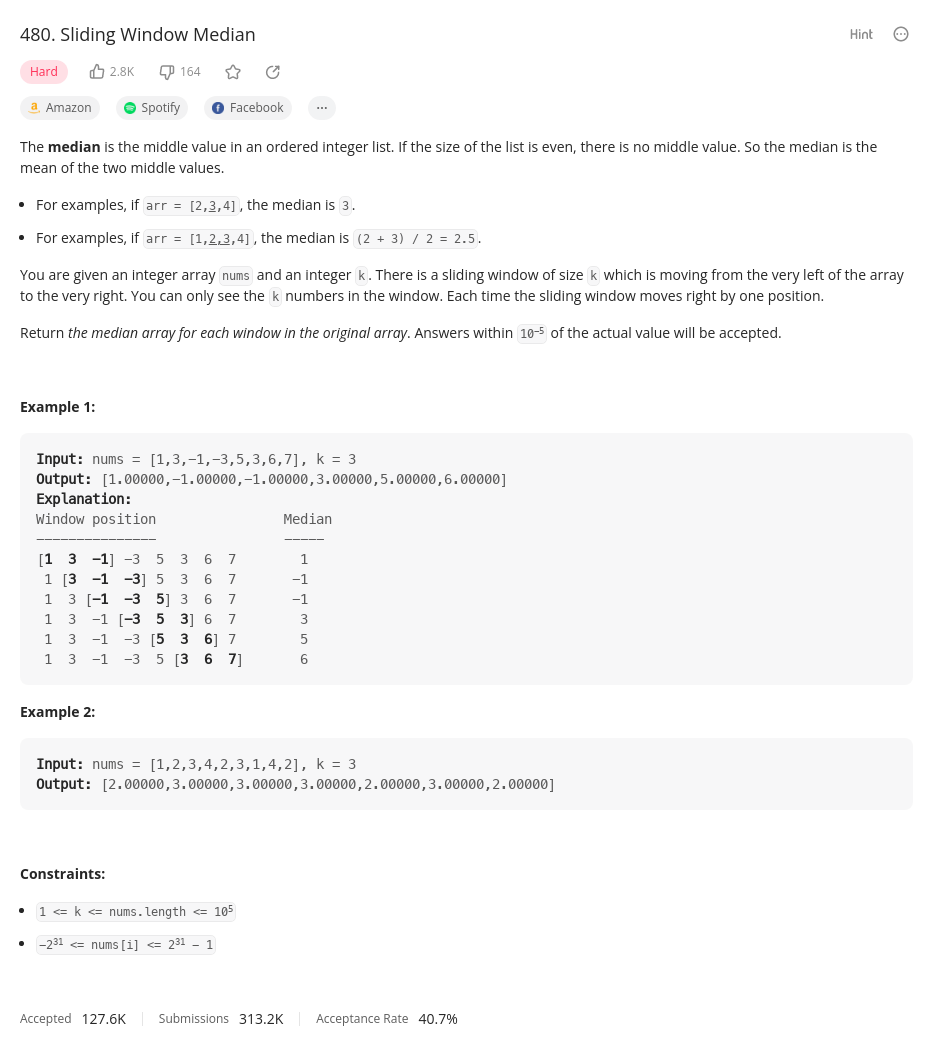 480. Sliding Window Median
Hint
Hard 2.8K 164
Amazon Spotify Facebook ...
The median is the middle value in an ordered integer list. If the size of the list is even, there is no middle value. So the median is the
mean of the two middle values.
• For examples, if arr = [2,3,4], the median is 3.
• For examples, if arr = [1,2,3,4], the median is (2 + 3) / 2 = 2.5.
You are given an integer array nums and an integer k. There is a sliding window of size k which is moving from the very left of the array
to the very right. You can only see the k numbers in the window. Each time the sliding window moves right by one position.
Return the median array for each window in the original array. Answers within 10⁻⁵ of the actual value will be accepted.
Example 1:
Input: nums = [1,3,−1,−3,5,3,6,7], k = 3
Output: [1.00000,−1.00000,−1.00000,3.00000,5.00000,6.00000]
Explanation:
Window position                Median
---------------                -----
[1  3  −1] −3  5  3  6  7        1
 1 [3  −1  −3] 5  3  6  7       −1
 1  3 [−1  −3  5] 3  6  7       −1
 1  3  −1 [−3  5  3] 6  7        3
 1  3  −1  −3 [5  3  6] 7        5
 1  3  −1  −3  5 [3  6  7]       6
Example 2:
Input: nums = [1,2,3,4,2,3,1,4,2], k = 3
Output: [2.00000,3.00000,3.00000,3.00000,2.00000,3.00000,2.00000]
Constraints:
• 1 <= k <= nums.length <= 10⁵
• −2³¹ <= nums[i] <= 2³¹ − 1
Accepted 127.6K Submissions 313.2K Acceptance Rate 40.7%